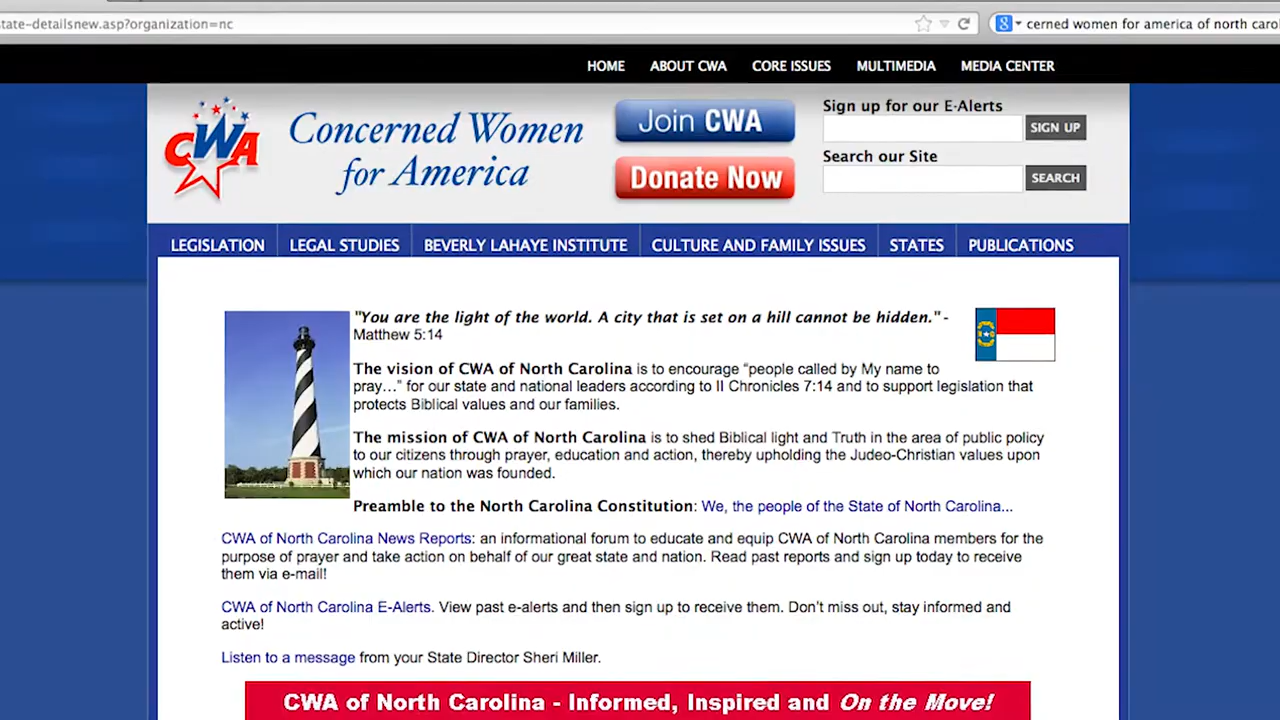 tate-detailsnew.asp?organization=nc
cerned women for america of north caro
HOME ABOUT CWA CORE ISSUES MULTIMEDIA MEDIA CENTER
CWA
Concerned Women
for America
Join CWA
Donate Now
Sign up for our E-Alerts
SIGN UP
Search our Site
SEARCH
LEGISLATION LEGAL STUDIES BEVERLY LAHAYE INSTITUTE CULTURE AND FAMILY ISSUES STATES PUBLICATIONS
"You are the light of the world. A city that is set on a hill cannot be hidden." -
Matthew 5:14
The vision of CWA of North Carolina is to encourage “people called by My name to
pray…” for our state and national leaders according to II Chronicles 7:14 and to support legislation that
protects Biblical values and our families.
The mission of CWA of North Carolina is to shed Biblical light and Truth in the area of public policy
to our citizens through prayer, education and action, thereby upholding the Judeo-Christian values upon
which our nation was founded.
Preamble to the North Carolina Constitution: We, the people of the State of North Carolina...
CWA of North Carolina News Reports: an informational forum to educate and equip CWA of North Carolina members for the
purpose of prayer and take action on behalf of our great state and nation. Read past reports and sign up today to receive
them via e-mail!
CWA of North Carolina E-Alerts. View past e-alerts and then sign up to receive them. Don’t miss out, stay informed and
active!
Listen to a message from your State Director Sheri Miller.
CWA of North Carolina - Informed, Inspired and On the Move!